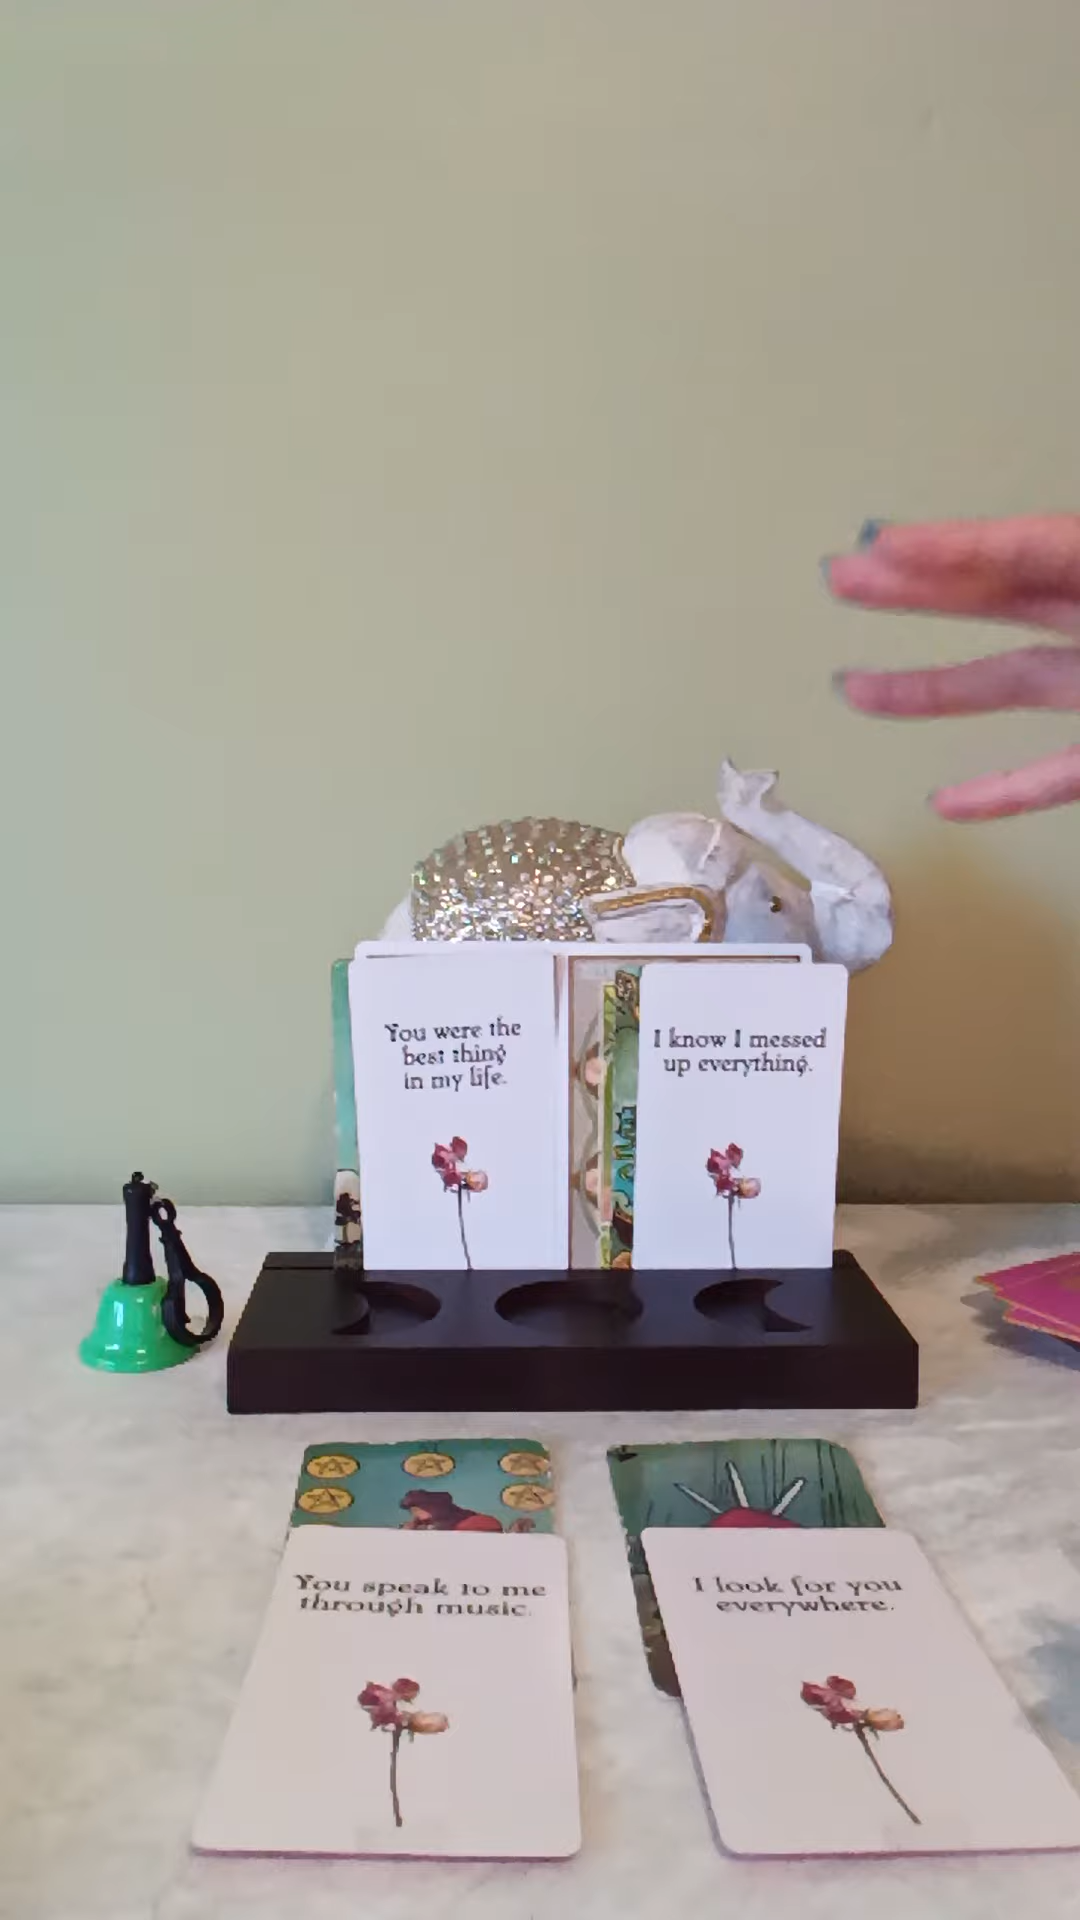 You were the
best thing
in my life.
I know I messed
up everything.
You speak to me
through music.
I look for you
everywhere.